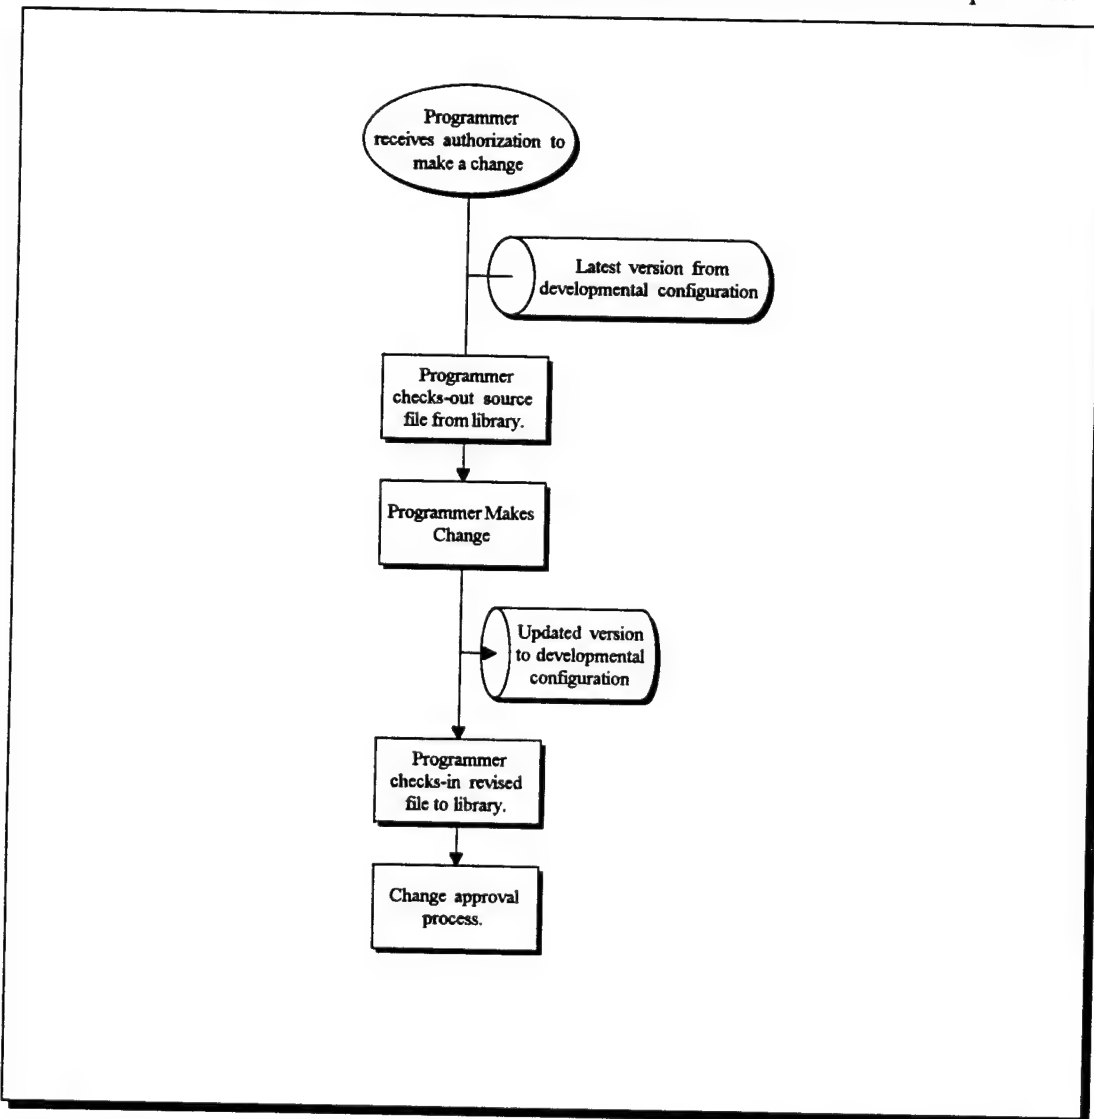 Programmer
receives authorization to
make a change
Latest version from
developmental configuration
Programmer
checks-out source
file from library.
Programmer Makes
Change
Updated version
to developmental
configuration
Programmer
checks-in revised
file to library.
Change approval
process.